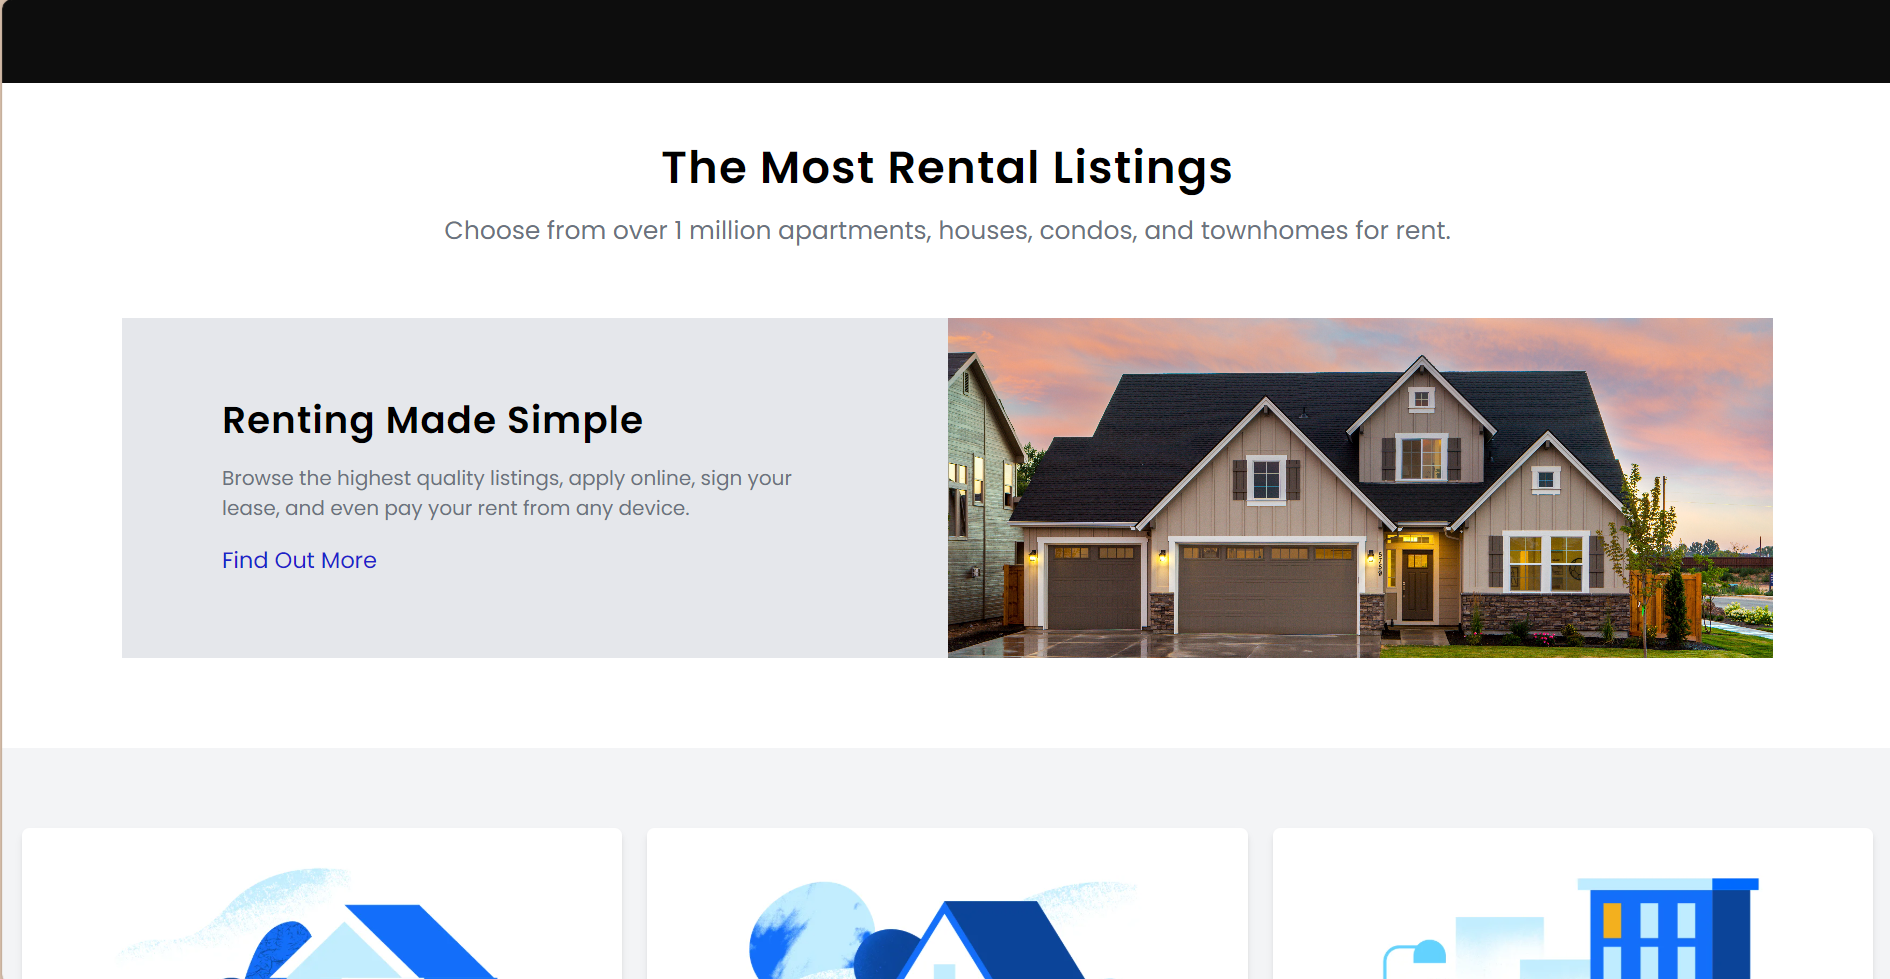 The Most Rental Listings
Choose from over 1 million apartments, houses, condos, and townhomes for rent.
Renting Made Simple
Browse the highest quality listings, apply online, sign your
lease, and even pay your rent from any device.
Find Out More